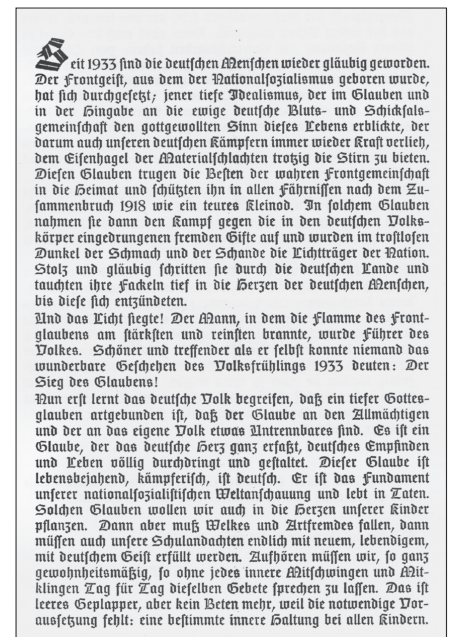 Seit 1933 sind die deutschen Menschen wieder gläubig geworden.
Der Frontgeist, aus dem der Nationalsozialismus geboren wurde,
hat sich durchgesetzt; jener tiefe Idealismus, der im Glauben und
in der Hingabe an die ewige deutsche Bluts- und Schicksals-
gemeinschaft den gottgewollten Sinn dieses Lebens erblickte, der
darum auch unseren deutschen Kämpfern immer wieder Kraft verlieh,
dem Eisenhagel der Materialschlachten trotzig die Stirn zu bieten.
Diesen Glauben trugen die Besten der wahren Frontgemeinschaft
in die Heimat und schützten ihn in allen Fährnissen nach dem Zu-
sammenbruch 1918 wie ein teures Kleinod. In solchem Glauben
nahmen sie dann den Kampf gegen die in den deutschen Volks-
körper eingedrungenen fremden Gifte auf und wurden im trostlosen
Dunkel der Schmach und der Schande die Lichtträger der Nation.
Stolz und gläubig schritten sie durch die deutschen Lande und
tauchten ihre Fackeln tief in die Herzen der deutschen Menschen,
bis diese sich entzündeten.
Und das Licht siegte! Der Mann, in dem die Flamme des Front-
glaubens am stärksten und reinsten brannte, wurde Führer des
Volkes. Schöner und treffender als er selbst konnte niemand das
wunderbare Geschehen des Volksfrühlings 1933 deuten: Der
Sieg des Glaubens!
Nun erst lernt das deutsche Volk begreifen, daß ein tiefer Gottes-
glauben artgebunden ist, daß der Glaube an den Allmächtigen
und der an das eigene Volk etwas Untrennbares sind. Es ist ein
Glaube, der das deutsche Herz ganz erfaßt, deutsches Empfinden
und Leben völlig durchdringt und gestaltet. Dieser Glaube ist
lebensbejahend, kämpferisch, ist deutsch. Er ist das Fundament
unserer nationalsozialistischen Weltanschauung und lebt in Taten.
Solchen Glauben wollen wir auch in die Herzen unserer Kinder
pflanzen. Dann aber muß Welkes und Artfremdes fallen, dann
müssen auch unsere Schulandachten endlich mit neuem, lebendigem,
mit deutschem Geist erfüllt werden. Aufhören müssen wir, so ganz
gewohnheitsmäßig, so ohne jedes innere Mitschwingen und Mit-
klingen Tag für Tag dieselben Gebete sprechen zu lassen. Das ist
leeres Geplapper, aber kein Beten mehr, weil die notwendige Vor-
aussetzung fehlt: eine bestimmte innere Haltung bei allen Kindern.